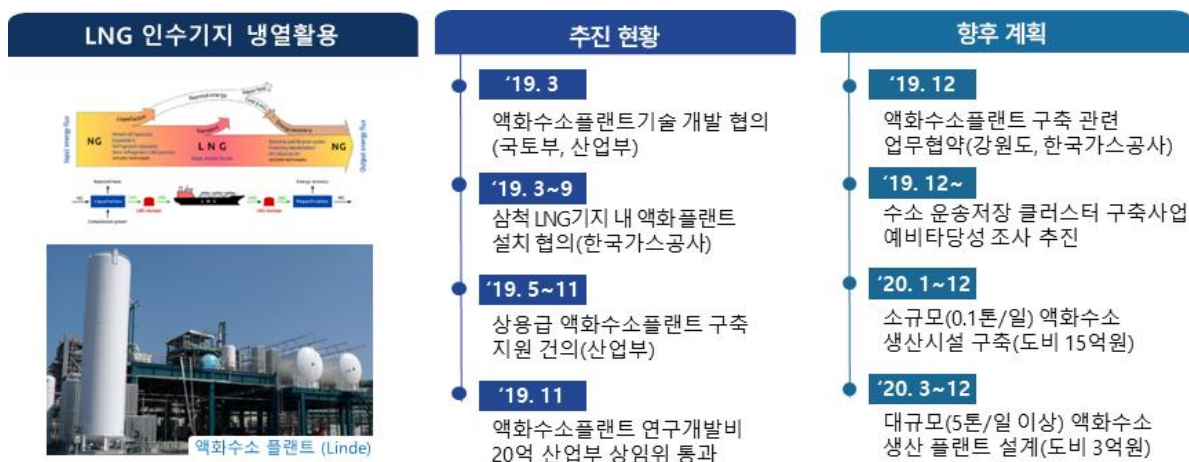 LNG 인수기지 냉열활용
Thermal energy
Liquefaction
Transport
NG
LNG
NG
Liquefaction
Regasification
Compression power
액화수소 플랜트 (Linde)
추진 현황
‘19. 3
액화수소플랜트기술 개발 협의
(국토부, 산업부)
‘19. 3~9
삼척 LNG기지 내 액화플랜트
설치 협의(한국가스공사)
‘19. 5~11
상용급 액화수소플랜트 구축
지원 건의(산업부)
‘19. 11
액화수소플랜트 연구개발비
20억 산업부 상임위 통과
향후 계획
‘19. 12
액화수소플랜트 구축 관련
업무협약(강원도, 한국가스공사)
‘19. 12~
수소 운송저장 클러스터 구축사업
예비타당성 조사 추진
‘20. 1~12
소규모(0.1톤/일) 액화수소
생산시설 구축(도비 15억원)
‘20. 3~12
대규모(5톤/일 이상) 액화수소
생산 플랜트 설계(도비 3억원)